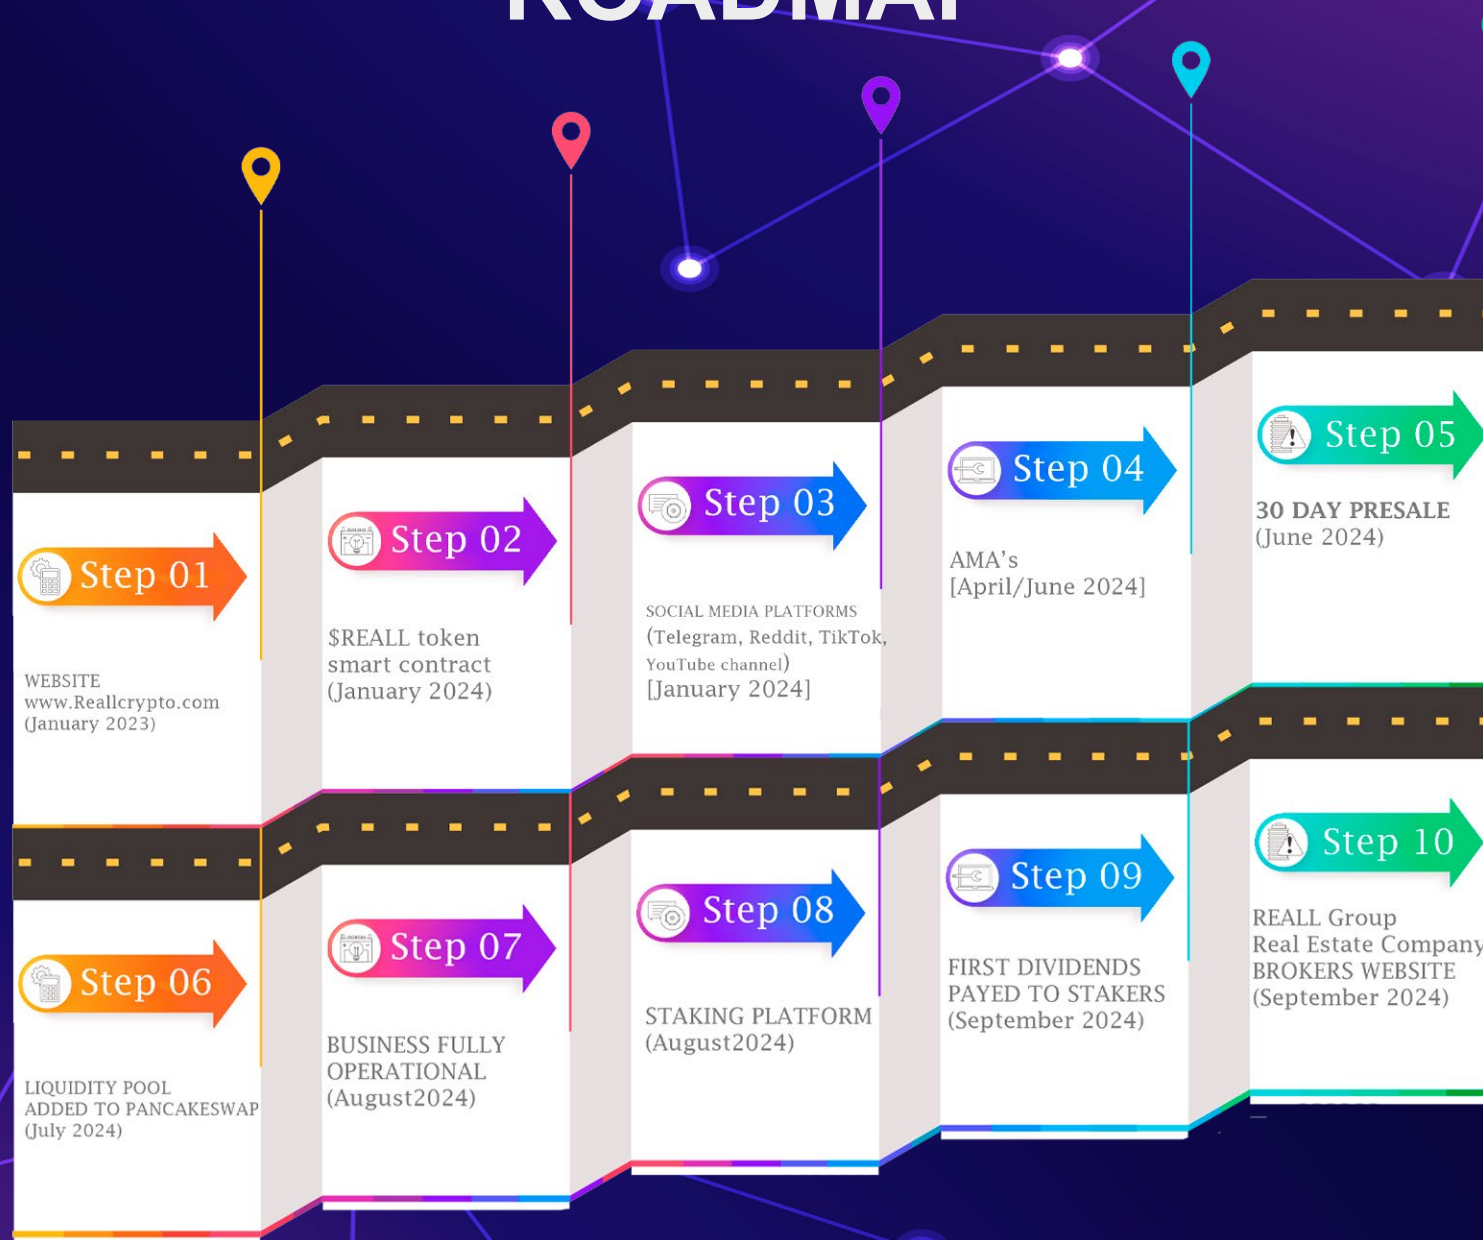 ROADMAP
Step 01
WEBSITE
www.Reallcrypto.com
(January 2023)
Step 02
$REALL token
smart contract
(January 2024)
Step 03
SOCIAL MEDIA PLATFORMS
(Telegram, Reddit, TikTok,
YouTube channel)
[January 2024]
Step 04
AMA’s
[April/June 2024]
Step 05
30 DAY PRESALE
(June 2024)
Step 06
LIQUIDITY POOL
ADDED TO PANCAKESWAP
(July 2024)
Step 07
BUSINESS FULLY
OPERATIONAL
(August2024)
Step 08
STAKING PLATFORM
(August2024)
Step 09
FIRST DIVIDENDS
PAYED TO STAKERS
(September 2024)
Step 10
REALL Group
Real Estate Company
BROKERS WEBSITE
(September 2024)